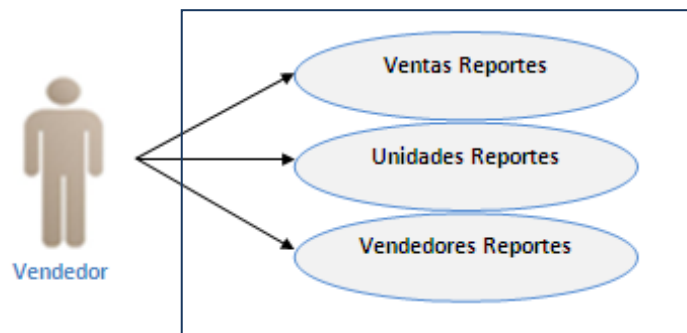 Ventas Reportes
Unidades Reportes
Vendedores Reportes
Vendedor